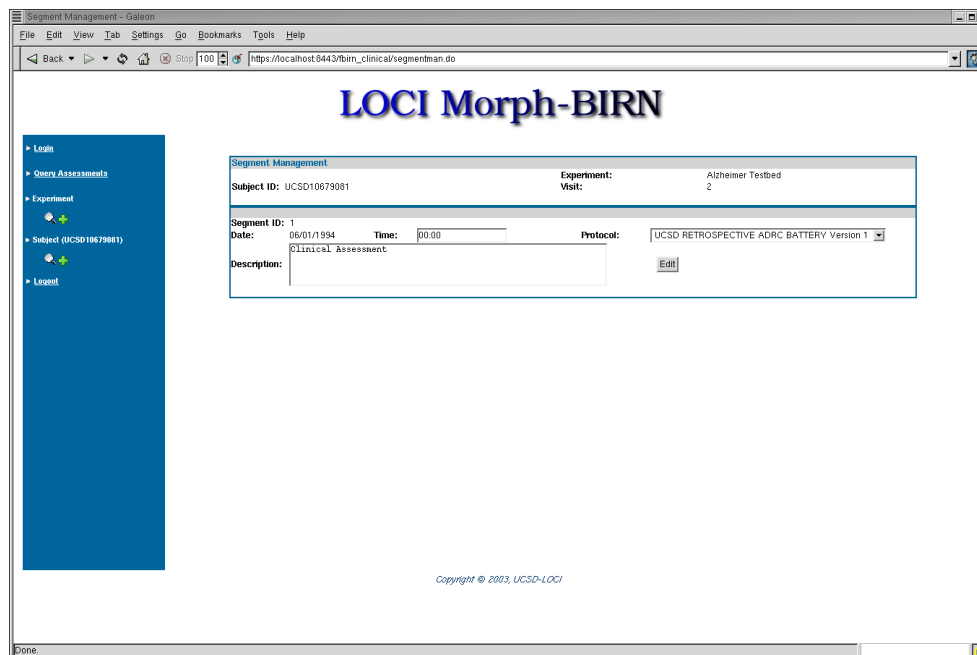 Segment Management - Galeon
File Edit View Tab Settings Go Bookmarks Tools Help
Back Stop 100 https://localhost:8443/fbirn_clinical/segmentman.do
LOCI Morph-BIRN
Login
Query Assessments
Experiment
Subject (UCSD10679081)
Logout
Segment Management
Experiment: Alzheimer Testbed
Subject ID: UCSD10679081 Visit: 2
Segment ID: 1
Date: 06/01/1994 Time: 00:00 Protocol: UCSD RETROSPECTIVE ADRC BATTERY Version 1
Clinical Assessment
Description: Edit
Copyright © 2003, UCSD-LOCI
Done.